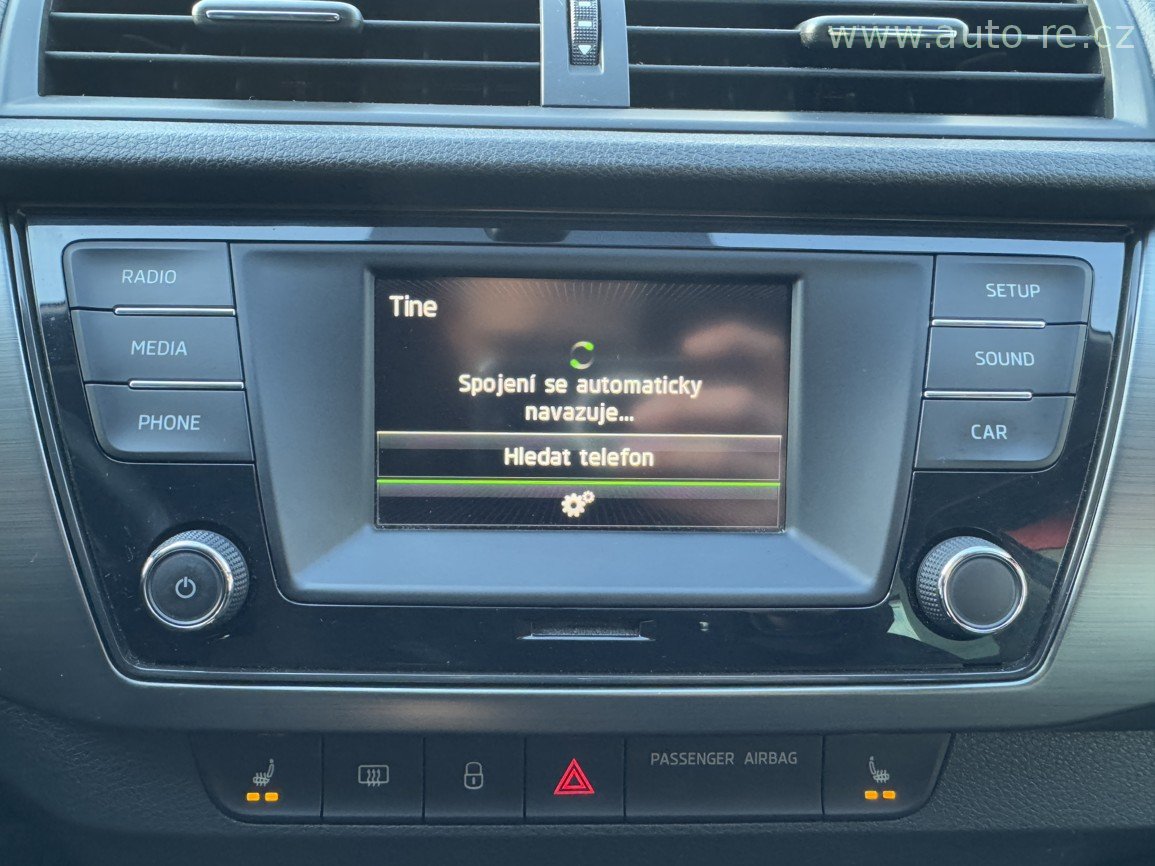 www.auto-re.cz
RADIO
MEDIA
PHONE
Tine
Spojení se automaticky
navazuje...
Hledat telefon
SETUP
SOUND
CAR
PASSENGER AIRBAG